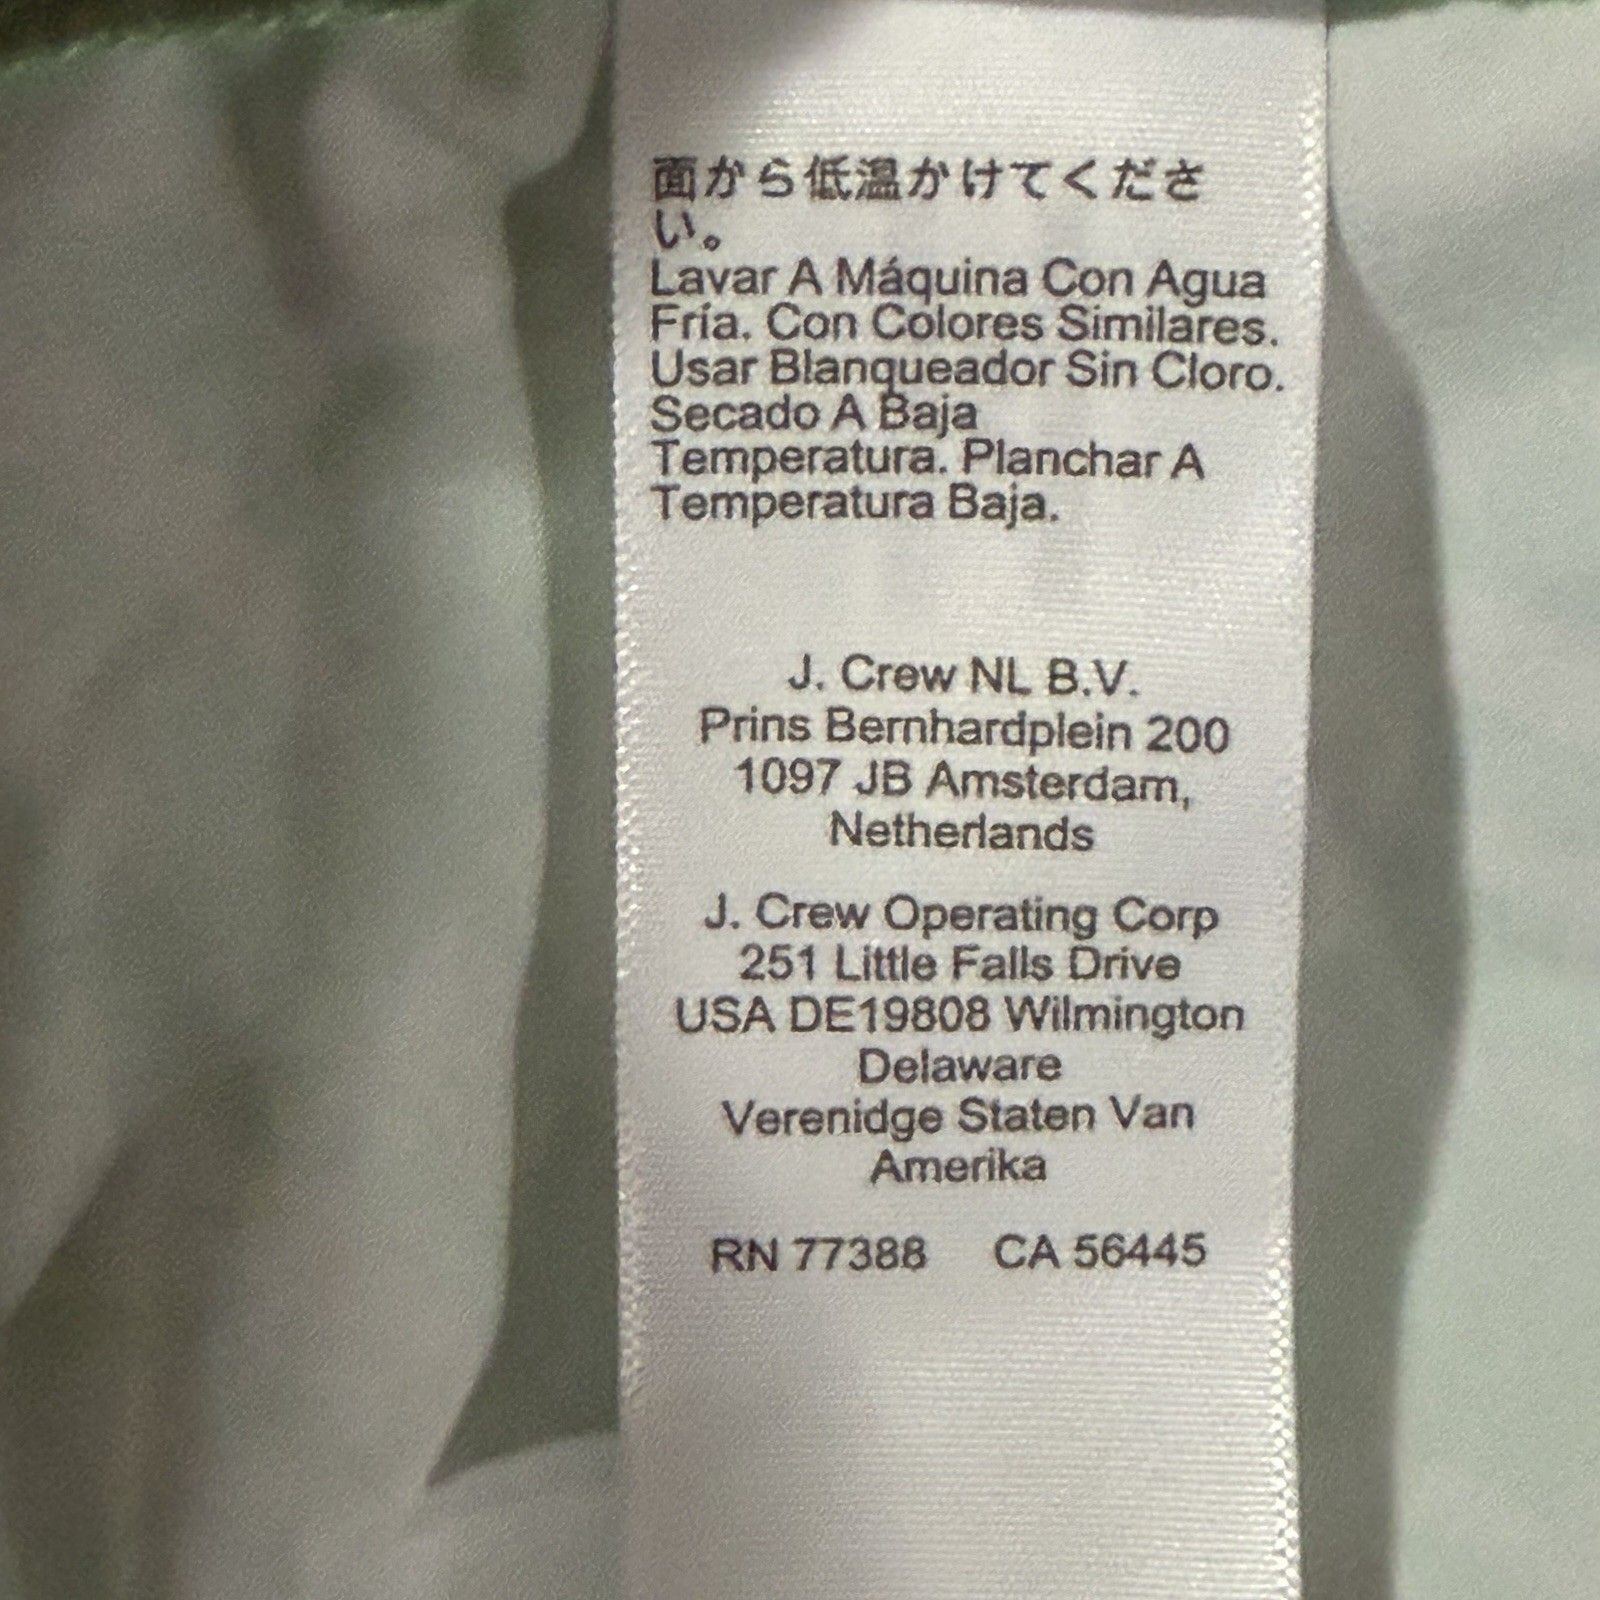 面から低温かけてくださ
い。
Lavar A Máquina Con Agua
Fría. Con Colores Similares.
Usar Blanqueador Sin Cloro.
Secado A Baja
Temperatura. Planchar A
Temperatura Baja.
J. Crew NL B.V.
Prins Bernhardplein 200
1097 JB Amsterdam,
Netherlands
J. Crew Operating Corp
251 Little Falls Drive
USA DE19808 Wilmington
Delaware
Verenidge Staten Van
Amerika
RN 77388 CA 56445